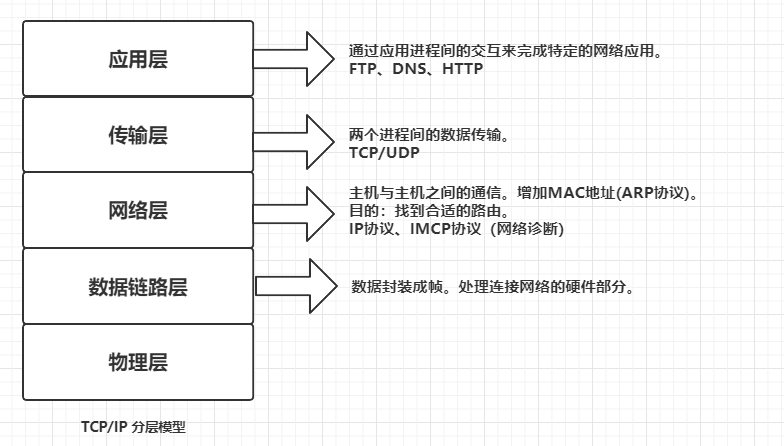 应用层
通过应用进程间的交互来完成特定的网络应用。
FTP、DNS、HTTP
传输层
两个进程间的数据传输。
TCP/UDP
网络层
主机与主机之间的通信。增加MAC地址(ARP协议)。
目的：找到合适的路由。
IP协议、IMCP协议（网络诊断)
数据链路层
数据封装成帧。处理连接网络的硬件部分。
物理层
TCP/IP 分层模型